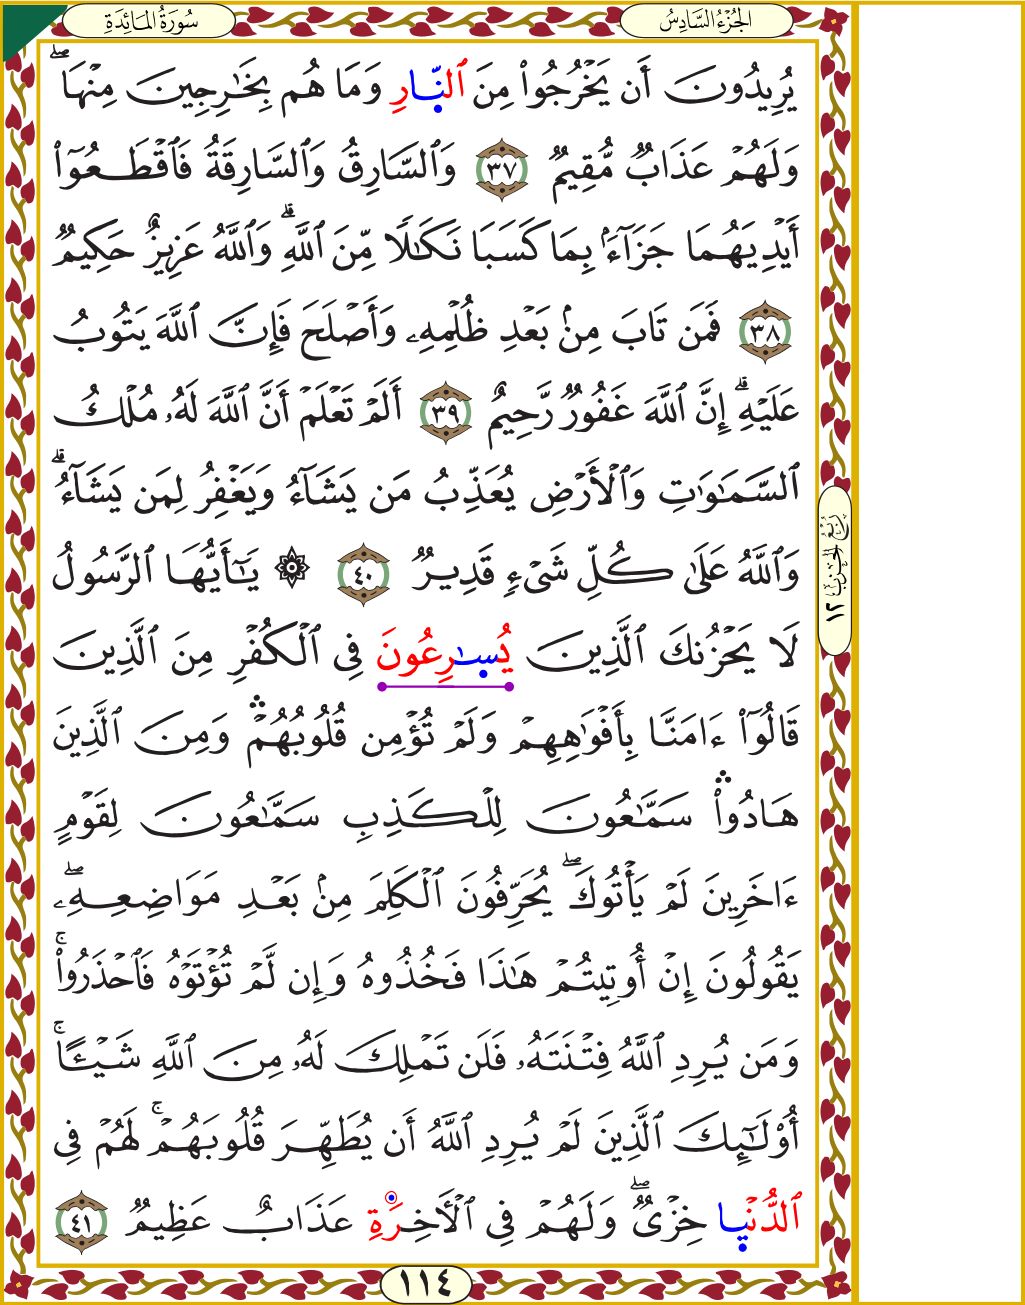 سُورَةُ المَائِدَةِ
الجُزْءُ السَّادِسُ
يُرِيدُونَ أَن يَخْرُجُوا۟ مِنَ ٱلنَّارِ وَمَا هُم بِخَـٰرِجِينَ مِنْهَا ۖ
وَلَهُمْ عَذَابٌ مُّقِيمٌ ٣٧ وَٱلسَّارِقُ وَٱلسَّارِقَةُ فَٱقْطَعُوٓا۟
أَيْدِيَهُمَا جَزَآءًۢ بِمَا كَسَبَا نَكَـٰلًا مِّنَ ٱللَّهِ ۗ وَٱللَّهُ عَزِيزٌ حَكِيمٌ
٣٨ فَمَن تَابَ مِنۢ بَعْدِ ظُلْمِهِۦ وَأَصْلَحَ فَإِنَّ ٱللَّهَ يَتُوبُ
عَلَيْهِ ۗ إِنَّ ٱللَّهَ غَفُورٌ رَّحِيمٌ ٣٩ أَلَمْ تَعْلَمْ أَنَّ ٱللَّهَ لَهُۥ مُلْكُ
ٱلسَّمَـٰوَٰتِ وَٱلْأَرْضِ يُعَذِّبُ مَن يَشَآءُ وَيَغْفِرُ لِمَن يَشَآءُ ۗ
وَٱللَّهُ عَلَىٰ كُلِّ شَىْءٍ قَدِيرٌ ٤٠ ۞ يَـٰٓأَيُّهَا ٱلرَّسُولُ
لَا يَحْزُنكَ ٱلَّذِينَ يُسَـٰرِعُونَ فِى ٱلْكُفْرِ مِنَ ٱلَّذِينَ
قَالُوٓا۟ ءَامَنَّا بِأَفْوَٰهِهِمْ وَلَمْ تُؤْمِن قُلُوبُهُمْ ۛ وَمِنَ ٱلَّذِينَ
هَادُوا۟ ۛ سَمَّـٰعُونَ لِلْكَذِبِ سَمَّـٰعُونَ لِقَوْمٍ
ءَاخَرِينَ لَمْ يَأْتُوكَ ۖ يُحَرِّفُونَ ٱلْكَلِمَ مِنۢ بَعْدِ مَوَاضِعِهِۦ ۖ
يَقُولُونَ إِنْ أُوتِيتُمْ هَـٰذَا فَخُذُوهُ وَإِن لَّمْ تُؤْتَوْهُ فَٱحْذَرُوا۟ ۚ
وَمَن يُرِدِ ٱللَّهُ فِتْنَتَهُۥ فَلَن تَمْلِكَ لَهُۥ مِنَ ٱللَّهِ شَيْـًٔا ۚ
أُو۟لَـٰٓئِكَ ٱلَّذِينَ لَمْ يُرِدِ ٱللَّهُ أَن يُطَهِّرَ قُلُوبَهُمْ ۚ لَهُمْ فِى
ٱلدُّنْيَا خِزْىٌ ۖ وَلَهُمْ فِى ٱلْـَٔاخِرَةِ عَذَابٌ عَظِيمٌ ٤١
رُبْعُ الحِزْبِ ١٢
١١٤